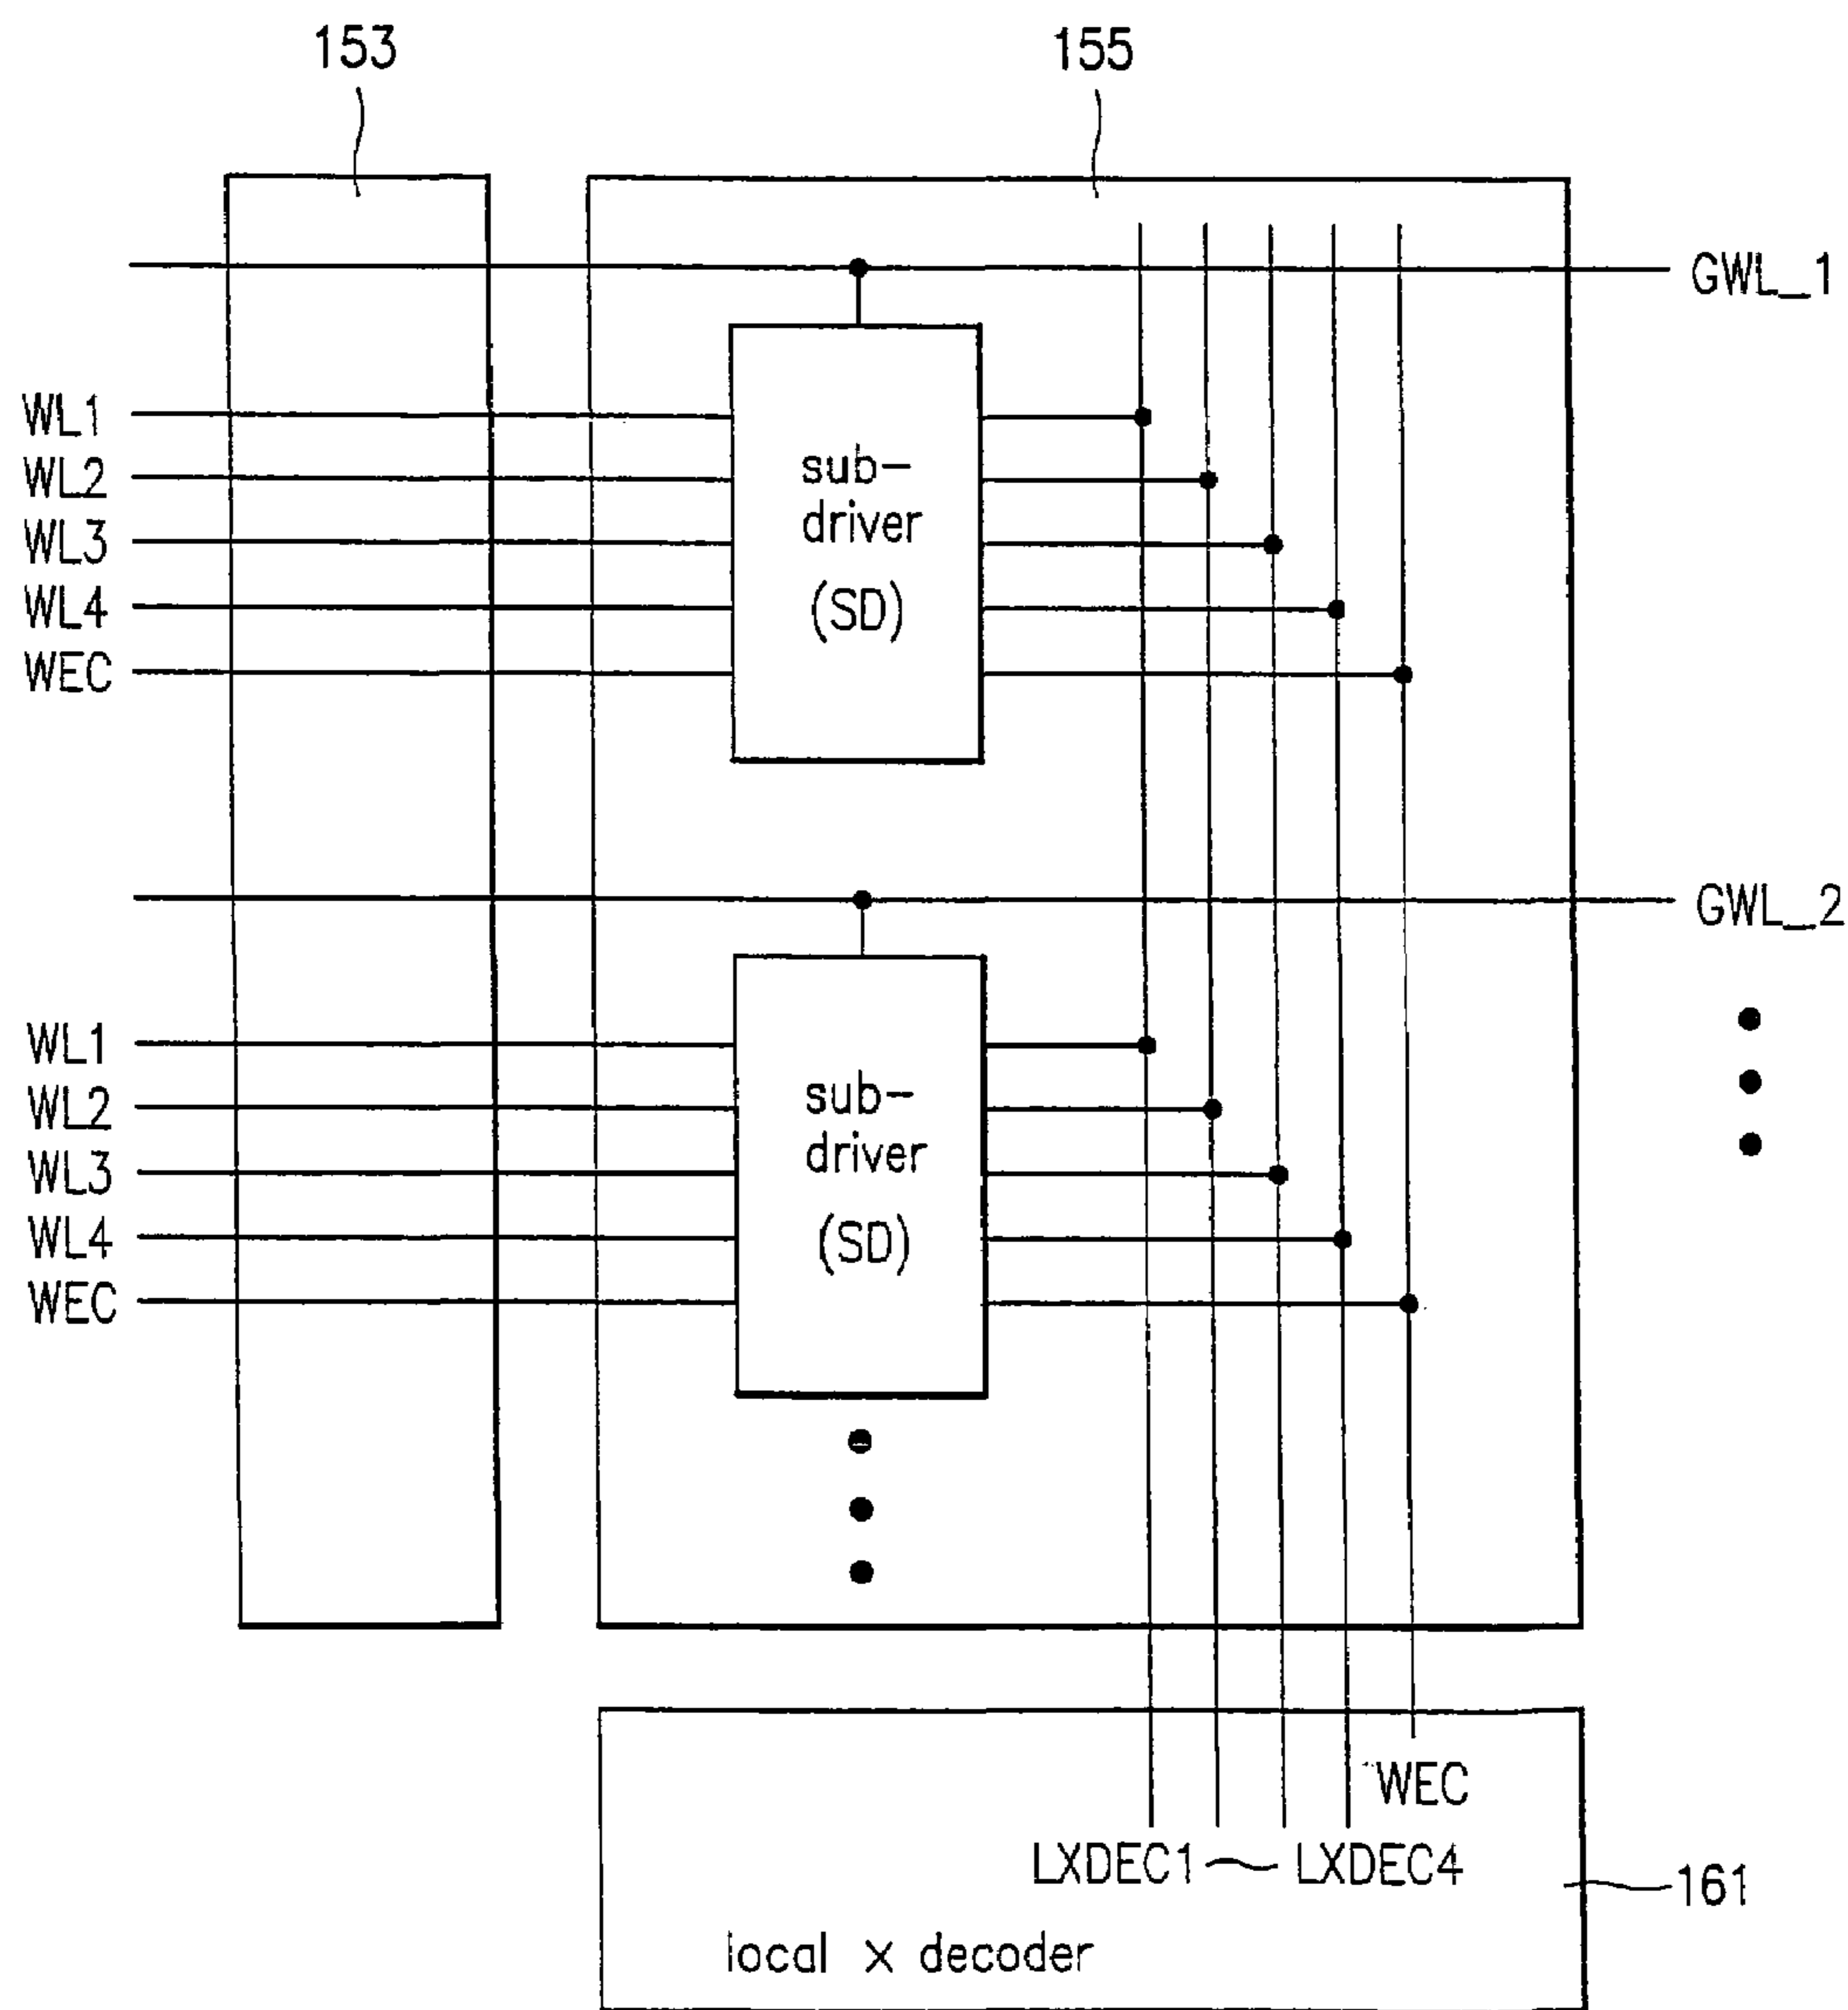 153
155
GWL_1
WL1
WL2
WL3
WL4
WEC
sub-
driver
(SD)
GWL_2
WL1
WL2
WL3
WL4
WEC
sub-
driver
(SD)
WEC
LXDEC1 ~ LXDEC4
161
local x decoder